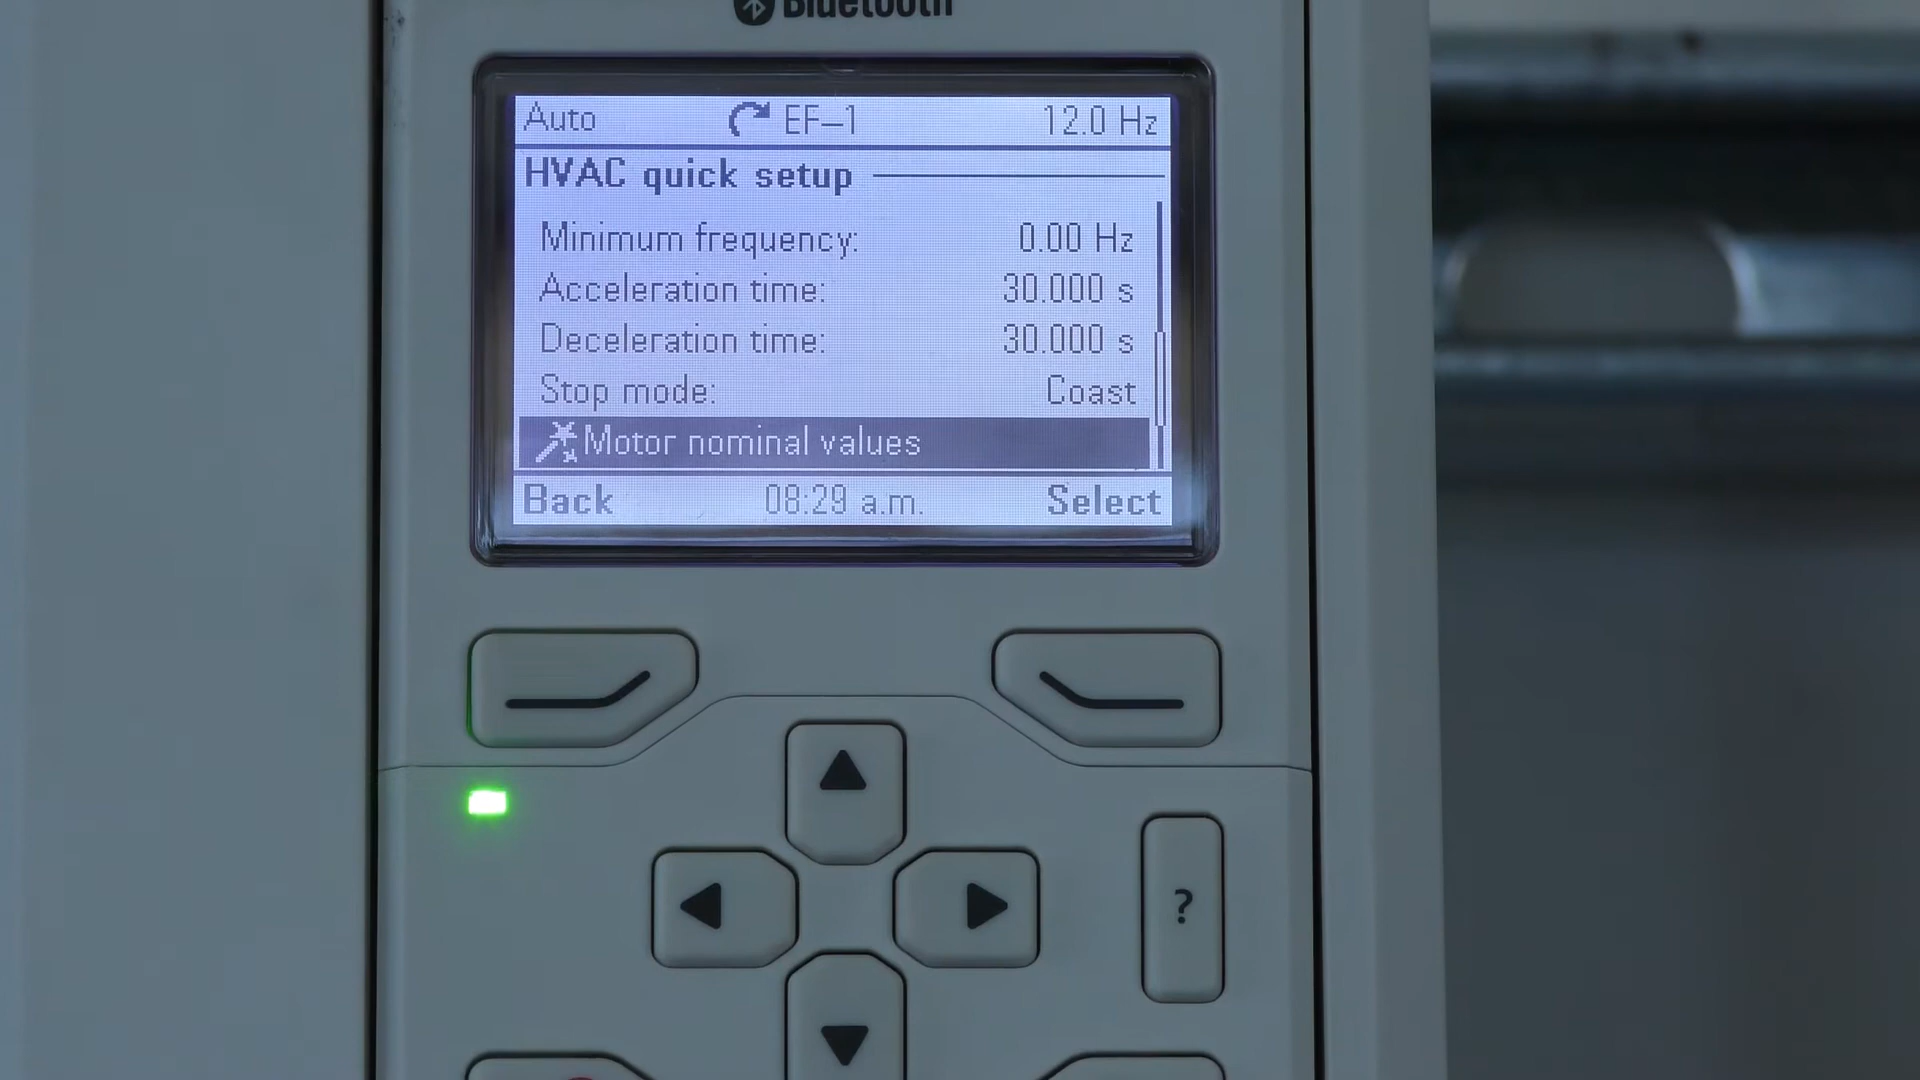 Bluetooth
Auto EF-1 12.0 Hz
HVAC quick setup
Minimum frequency: 0.00 Hz
Acceleration time: 30.000 s
Deceleration time: 30.000 s
Stop mode: Coast
Motor nominal values
Back 08:29 a.m. Select
?